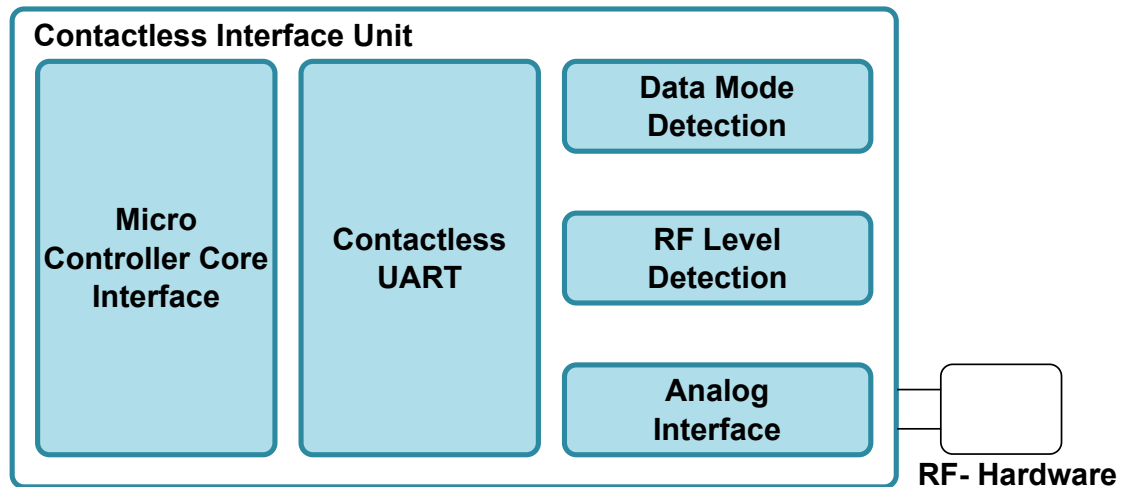 Contactless Interface Unit
Micro
Controller Core
Interface
Contactless
UART
Data Mode
Detection
RF Level
Detection
Analog
Interface
RF- Hardware